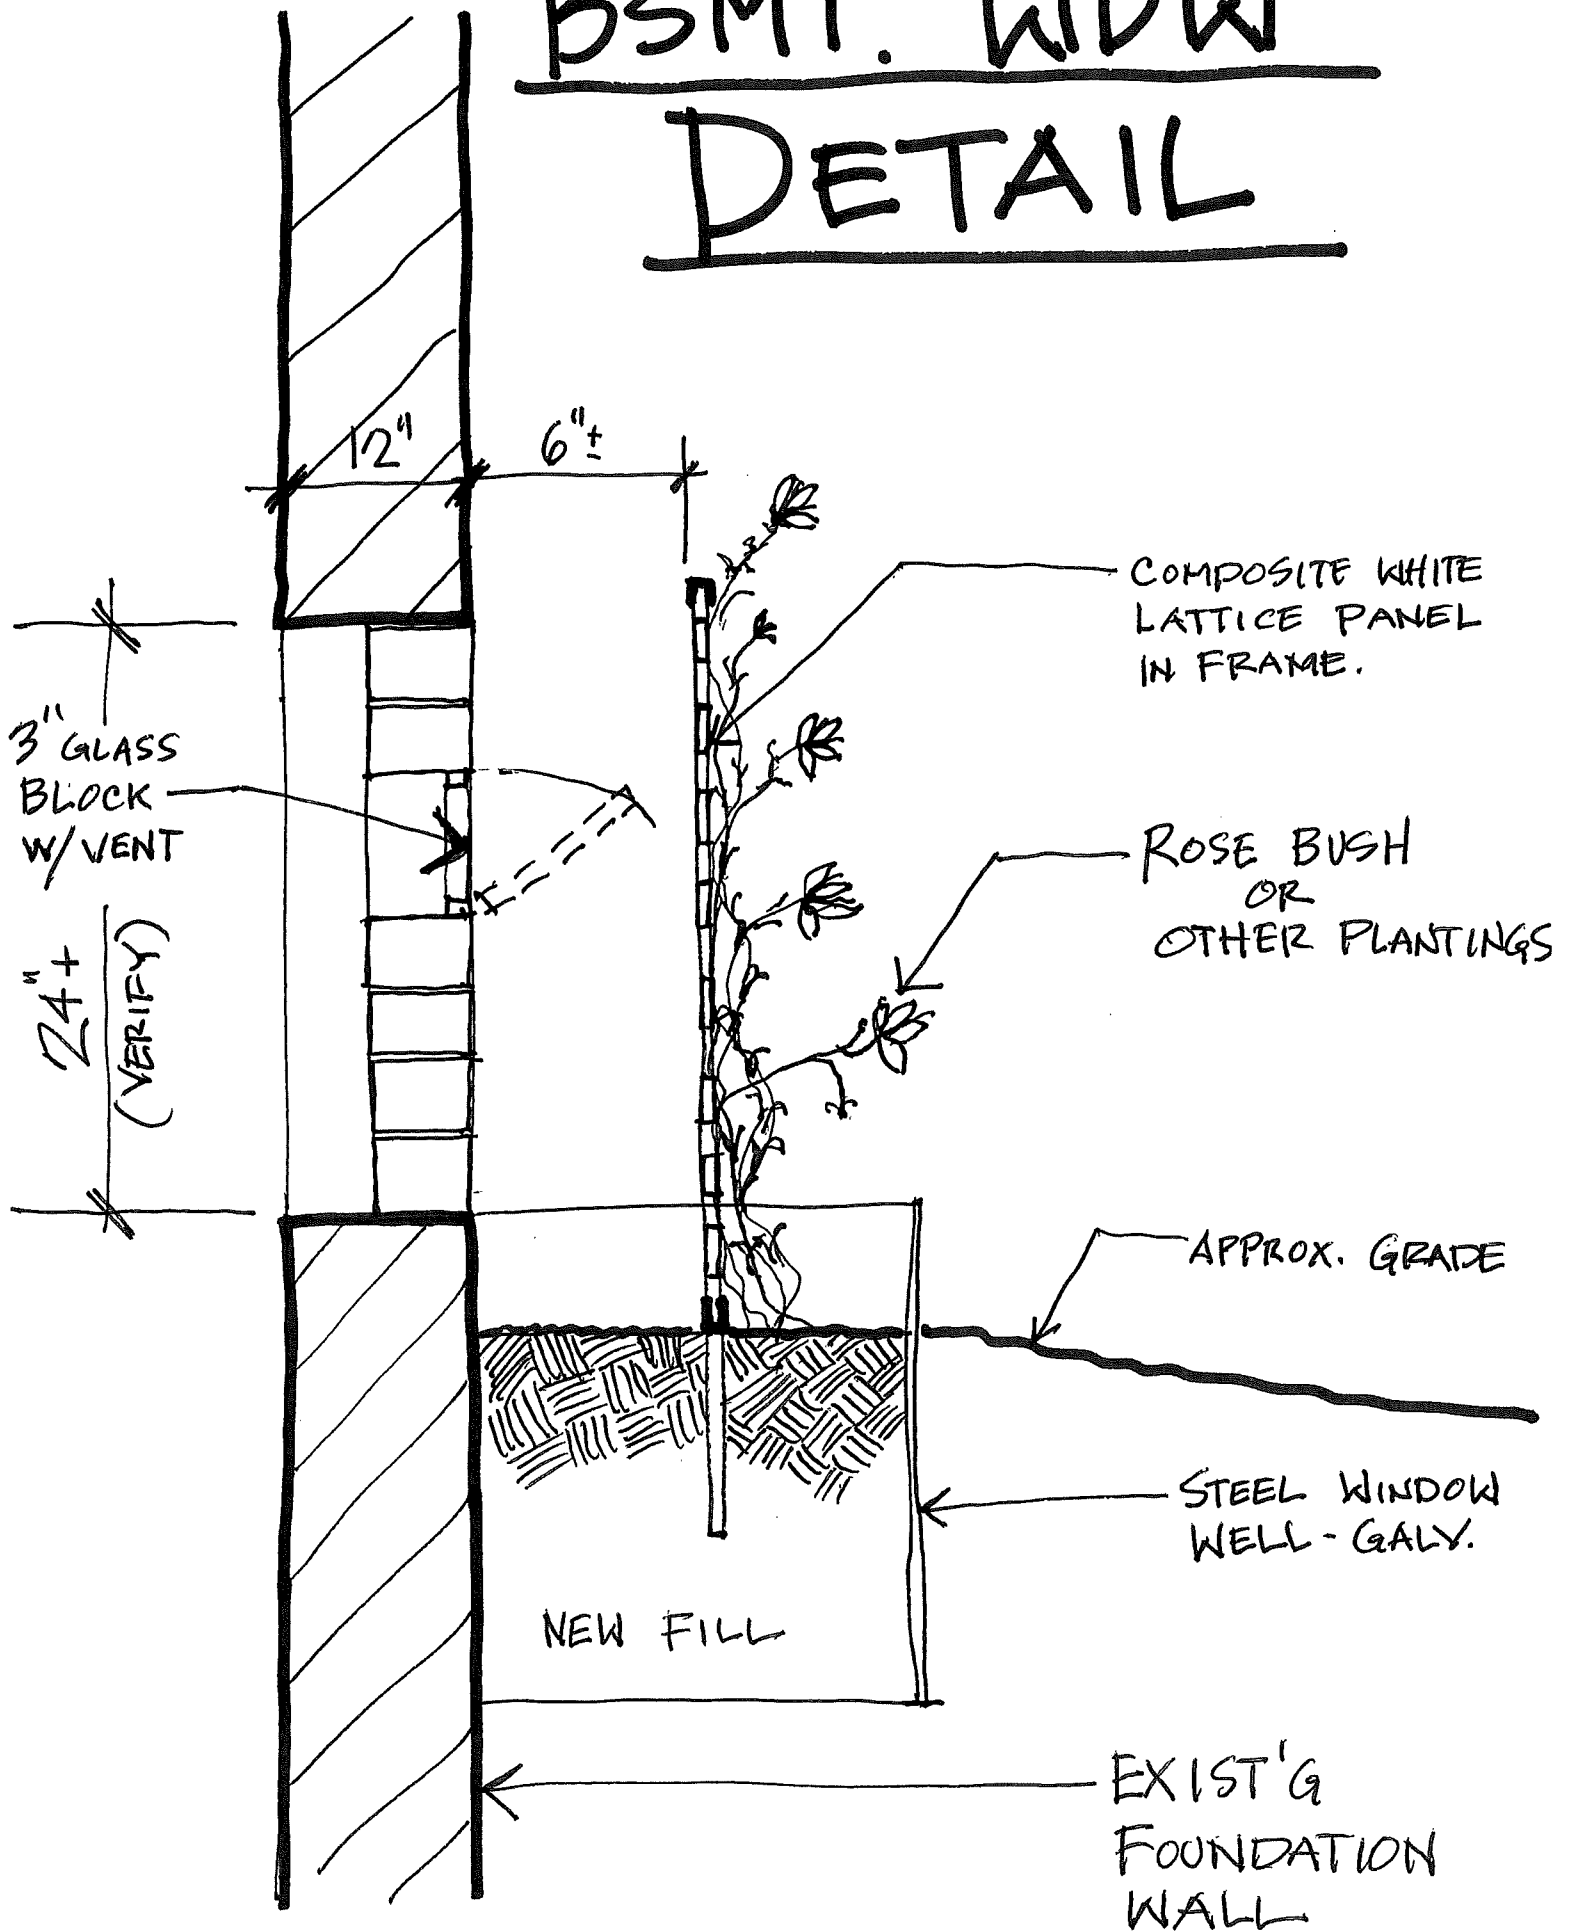 BSMT. WDW
DETAIL
12"
6"±
COMPOSITE WHITE
LATTICE PANEL
IN FRAME.
3" GLASS
BLOCK
W/VENT
24"+
(VERIFY)
ROSE BUSH
OR
OTHER PLANTINGS
APPROX. GRADE
STEEL WINDOW
WELL - GALV.
NEW FILL
EXIST'G
FOUNDATION
WALL